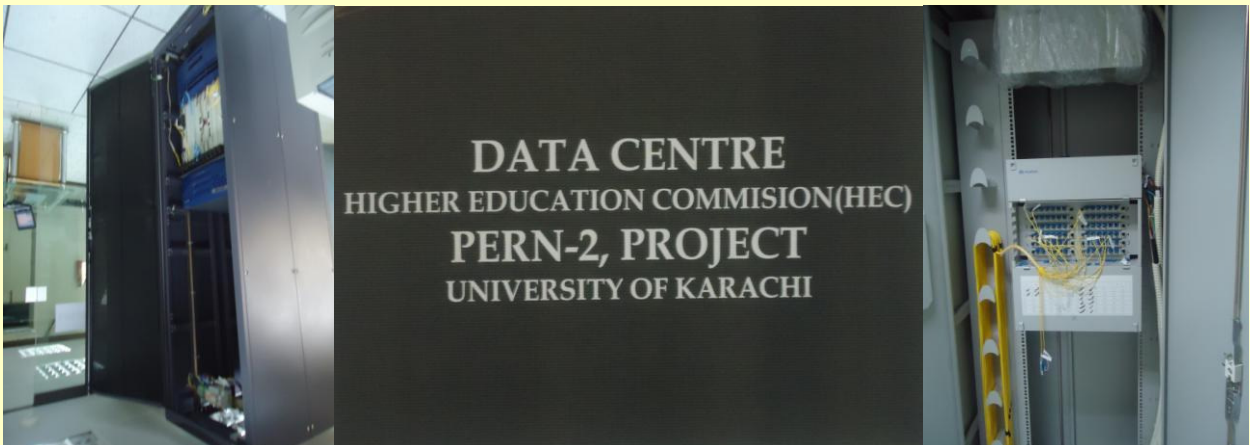 DATA CENTRE
HIGHER EDUCATION COMMISION(HEC)
PERN-2, PROJECT
UNIVERSITY OF KARACHI